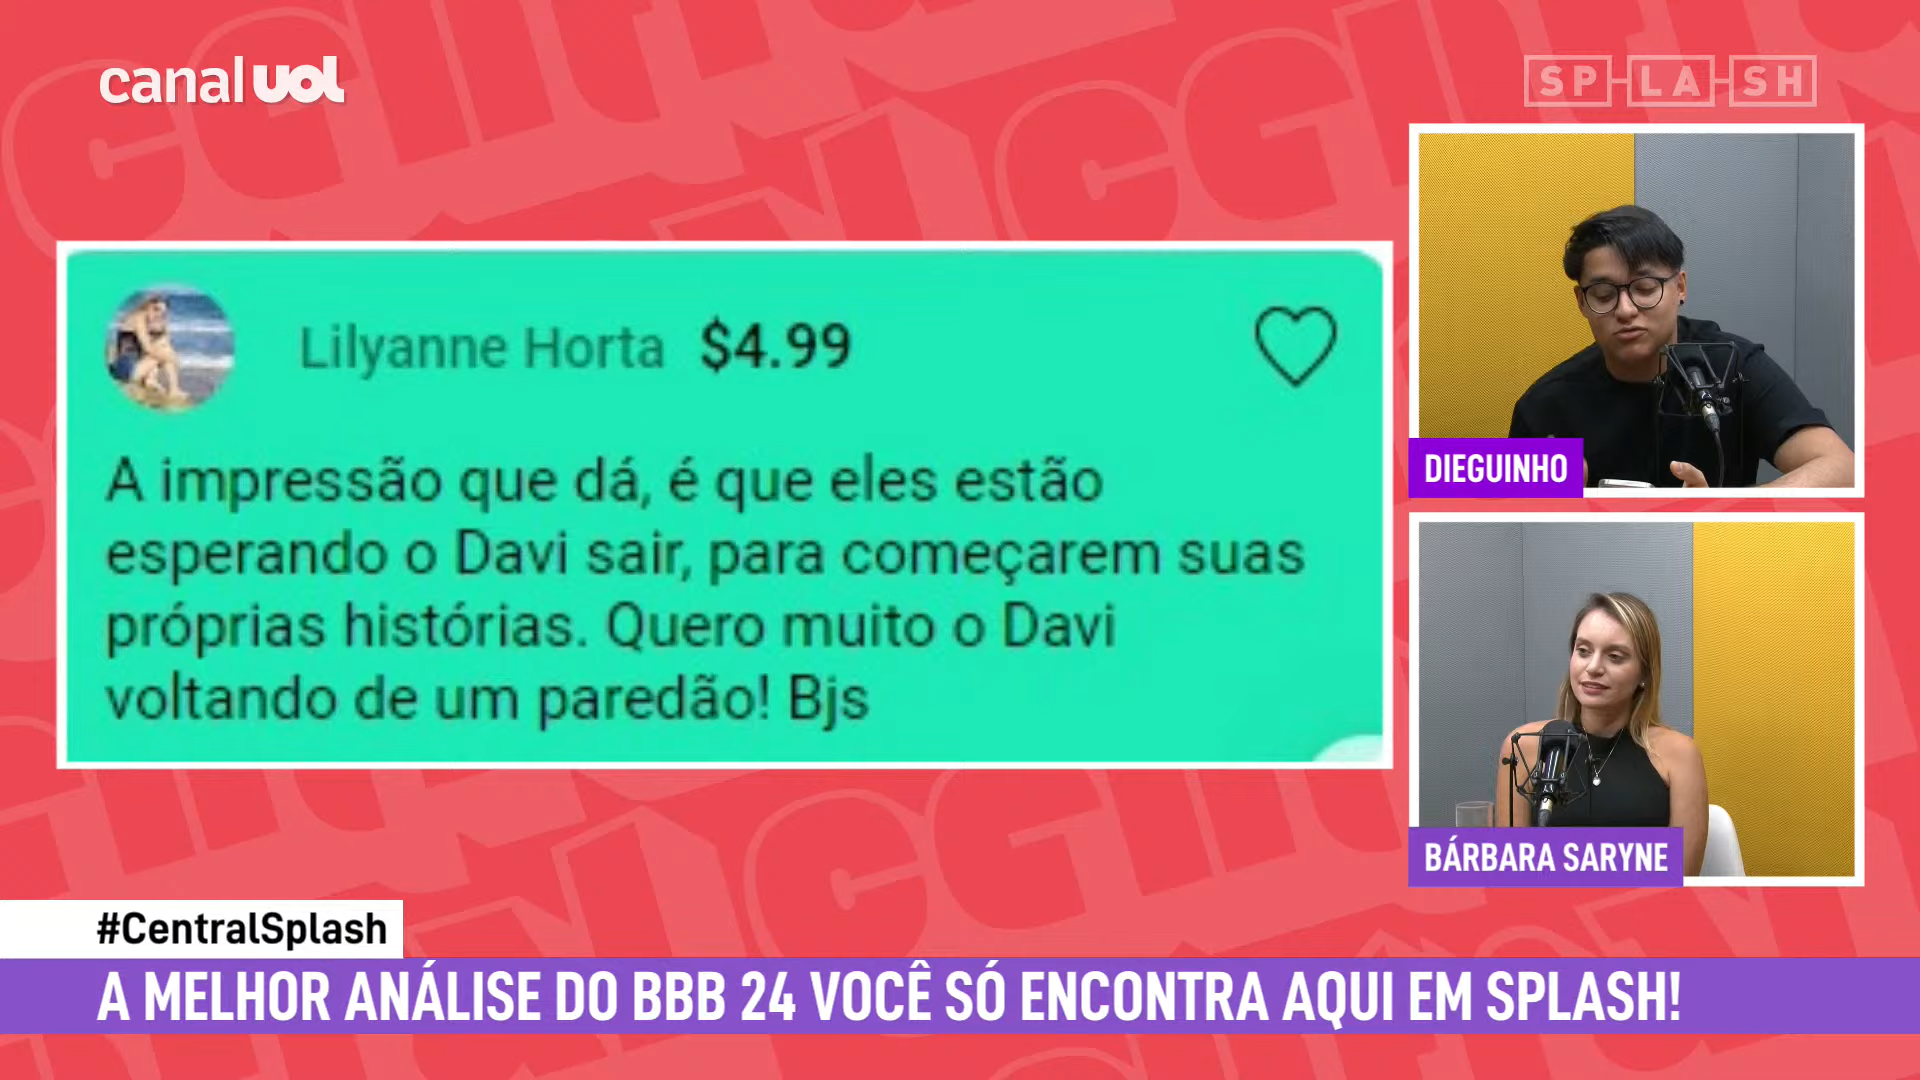 canal uol
SPLASH
Lilyanne Horta $4.99
A impressão que dá, é que eles estão
esperando o Davi sair, para começarem suas
próprias histórias. Quero muito o Davi
voltando de um paredão! Bjs
DIEGUINHO
BÁRBARA SARYNE
#CentralSplash
A MELHOR ANÁLISE DO BBB 24 VOCÊ SÓ ENCONTRA AQUI EM SPLASH!